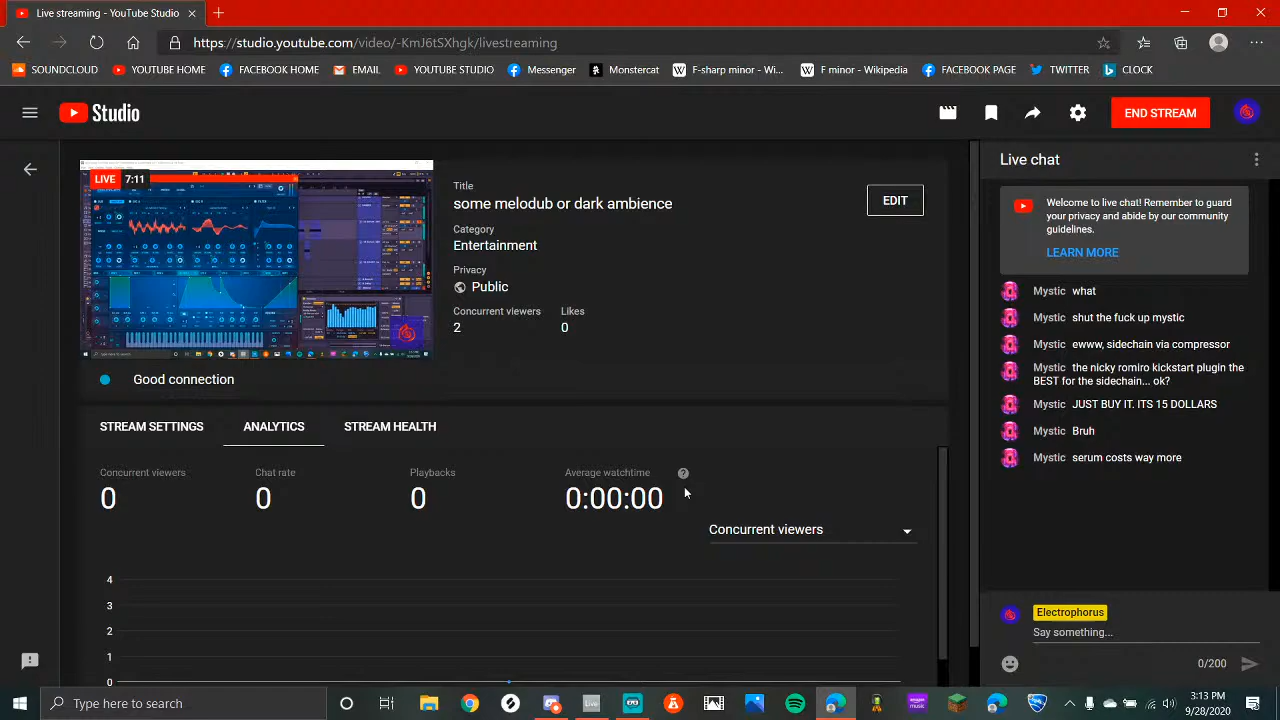 Live streaming - YouTube Studio
https://studio.youtube.com/video/-KmJ6tSXhgk/livestreaming
SOUNDCLOUD YOUTUBE HOME FACEBOOK HOME EMAIL YOUTUBE STUDIO Messenger Monstercat F-sharp minor - Wi... F minor - Wikipedia FACEBOOK PAGE TWITTER CLOCK
Studio
END STREAM
LIVE 7:11
Title
some melodub or dark ambience
EDIT
Category
Entertainment
Privacy
Public
Concurrent viewers Likes
2 0
Good connection
STREAM SETTINGS ANALYTICS STREAM HEALTH
Concurrent viewers Chat rate Playbacks Average watchtime ?
0 0 0 0:00:00
Concurrent viewers
4
3
2
1
0
Live chat
Welcome to live chat! Remember to guard
your privacy and abide by our community
guidelines.
LEARN MORE
Mystic what
Mystic shut the fuck up mystic
Mystic ewww, sidechain via compressor
Mystic the nicky romiro kickstart plugin the
BEST for the sidechain... ok?
Mystic JUST BUY IT. ITS 15 DOLLARS
Mystic Bruh
Mystic serum costs way more
Electrophorus
Say something...
0/200
Type here to search
Live
amazon music
3:13 PM
9/28/2020